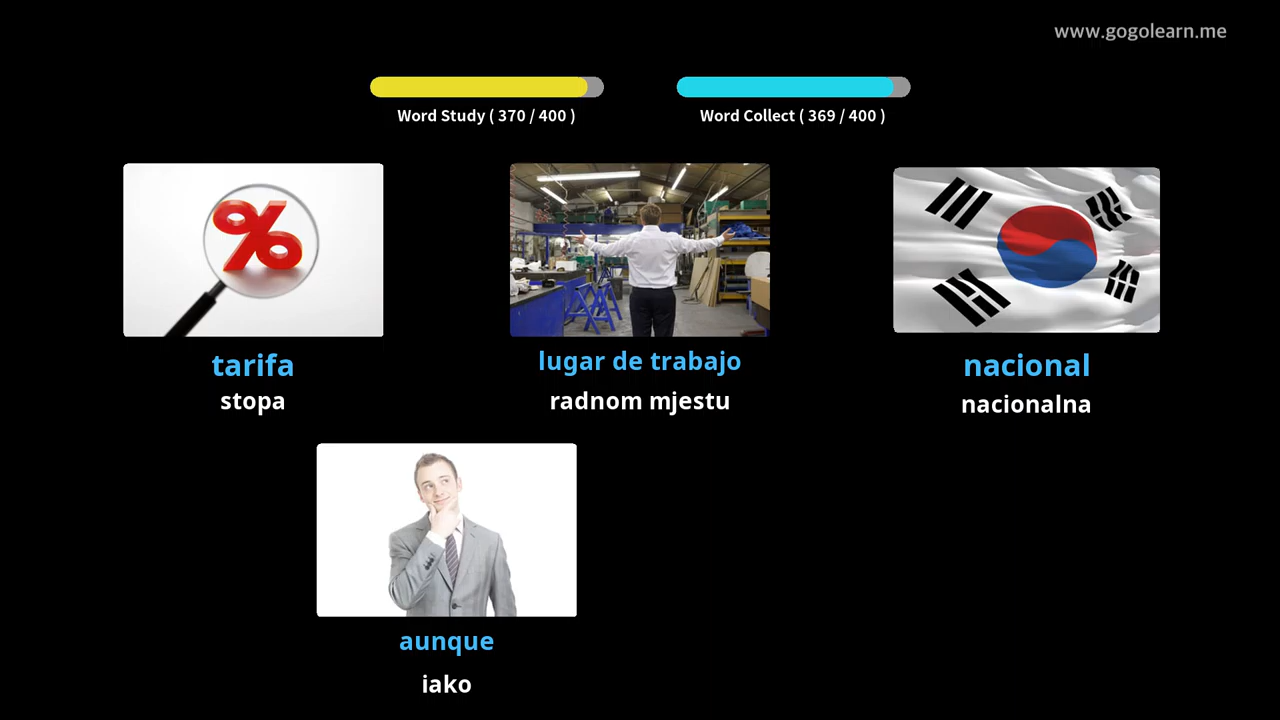 www.gogolearn.me
Word Study ( 370 / 400 )
Word Collect ( 369 / 400 )
tarifa
stopa
lugar de trabajo
radnom mjestu
nacional
nacionalna
aunque
iako